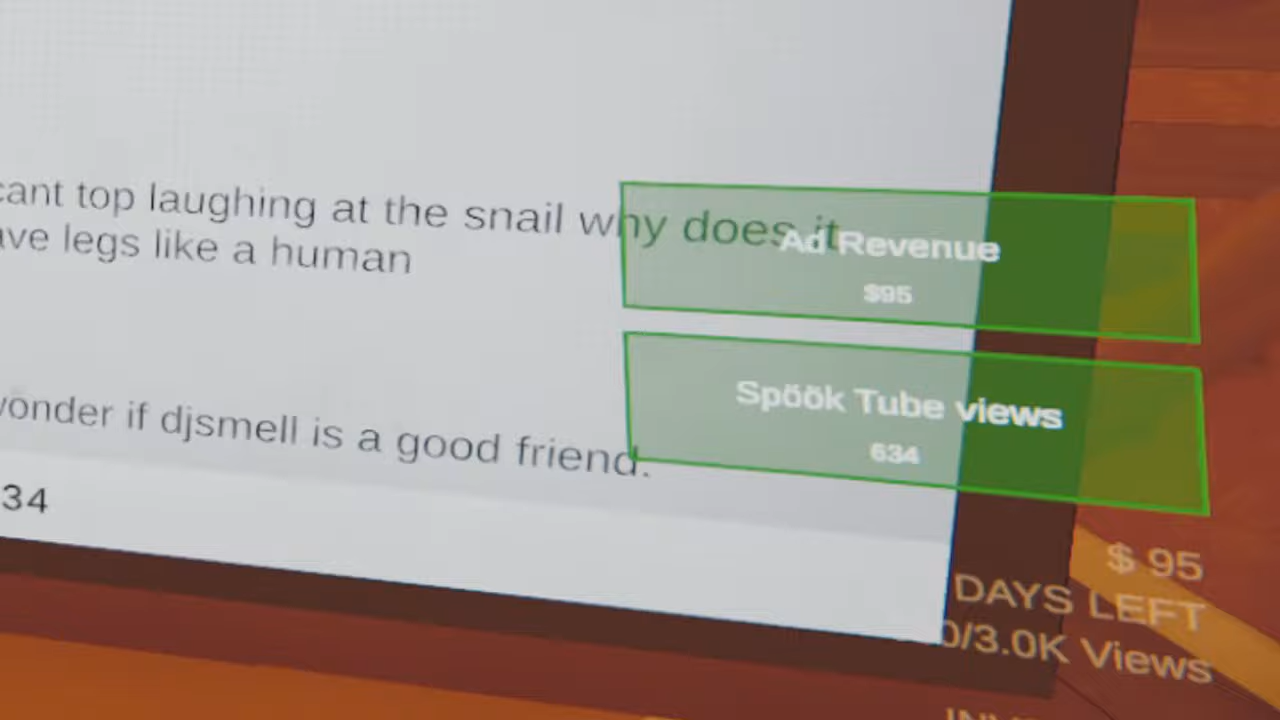 cant top laughing at the snail why does it
ave legs like a human
Ad Revenue
$95
Spöök Tube views
634
wonder if djsmell is a good friend.
34
$ 95
DAYS LEFT
0/3.0K Views